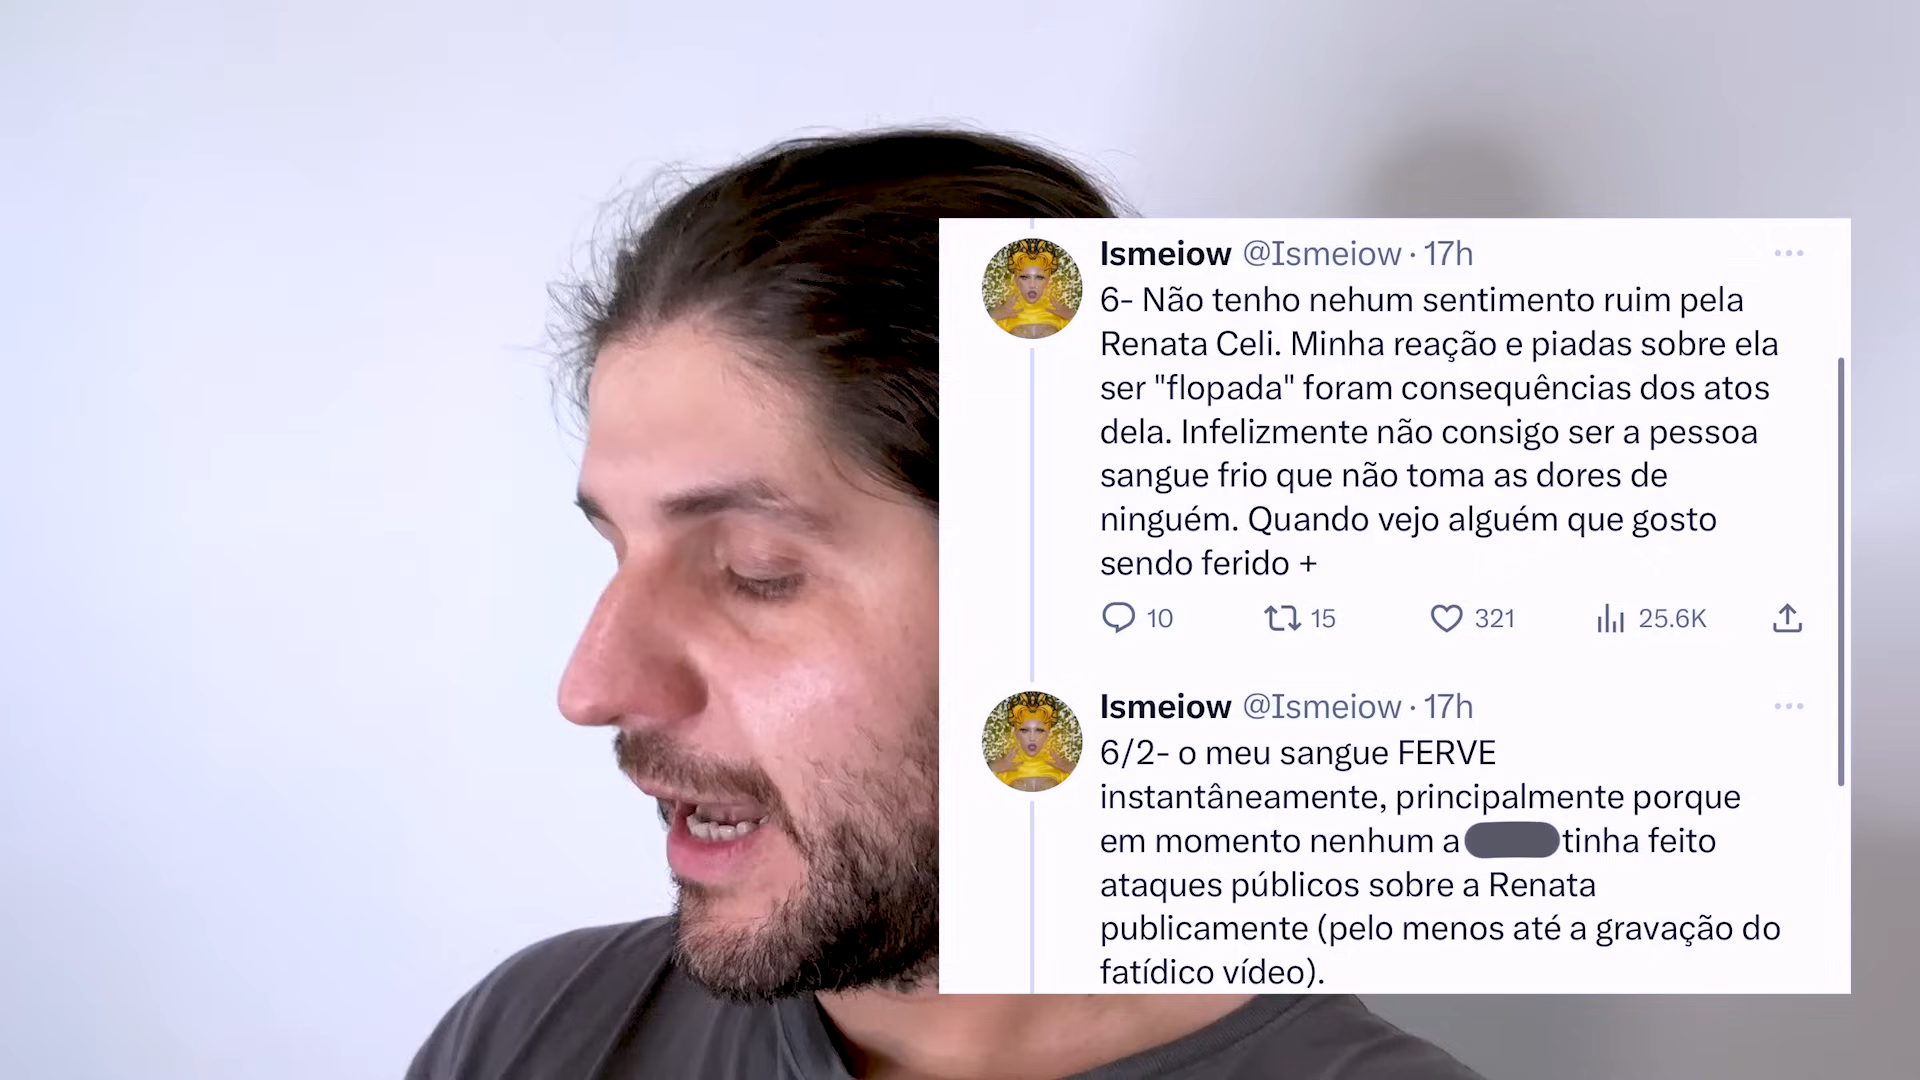 Ismeiow @Ismeiow · 17h
6- Não tenho nehum sentimento ruim pela
Renata Celi. Minha reação e piadas sobre ela
ser "flopada" foram consequências dos atos
dela. Infelizmente não consigo ser a pessoa
sangue frio que não toma as dores de
ninguém. Quando vejo alguém que gosto
sendo ferido +
10 15 321 25.6K
Ismeiow @Ismeiow · 17h
6/2- o meu sangue FERVE
instantâneamente, principalmente porque
em momento nenhum a tinha feito
ataques públicos sobre a Renata
publicamente (pelo menos até a gravação do
fatídico vídeo).